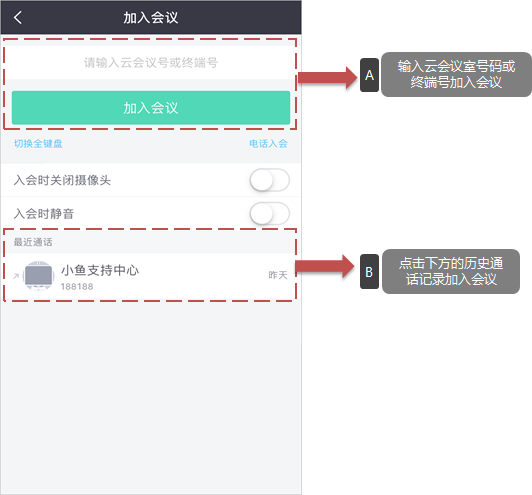 加入会议
请输入云会议号或终端号
加入会议
切换全键盘
电话入会
入会时关闭摄像头
入会时静音
最近通话
小鱼支持中心
188188
昨天
A
输入云会议室号码或
终端号加入会议
B
点击下方的历史通
话记录加入会议